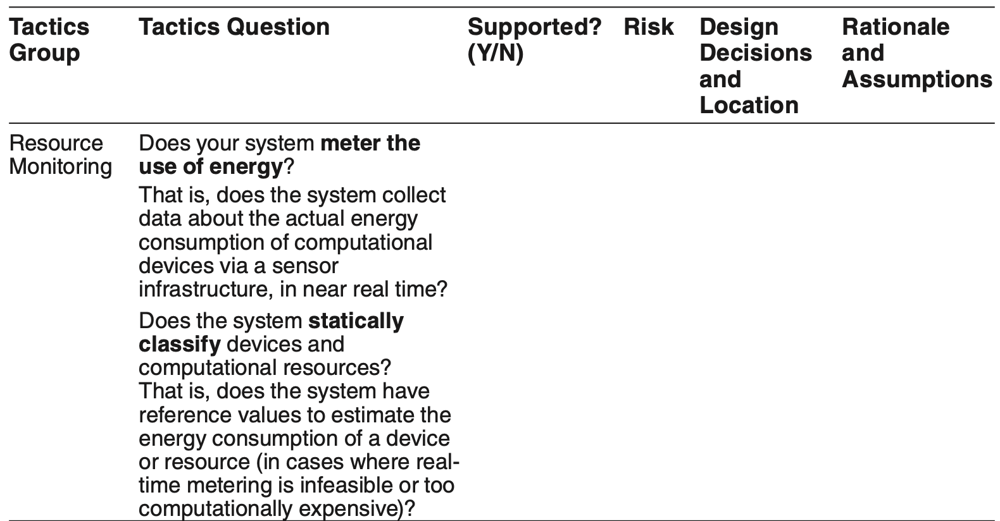 Tactics Group
Tactics Question
Supported? (Y/N)
Risk
Design Decisions and Location
Rationale and Assumptions
Resource Monitoring
Does your system meter the
use of energy?
That is, does the system collect
data about the actual energy
consumption of computational
devices via a sensor
infrastructure, in near real time?
Does the system statically
classify devices and
computational resources?
That is, does the system have
reference values to estimate the
energy consumption of a device
or resource (in cases where real-
time metering is infeasible or too
computationally expensive)?